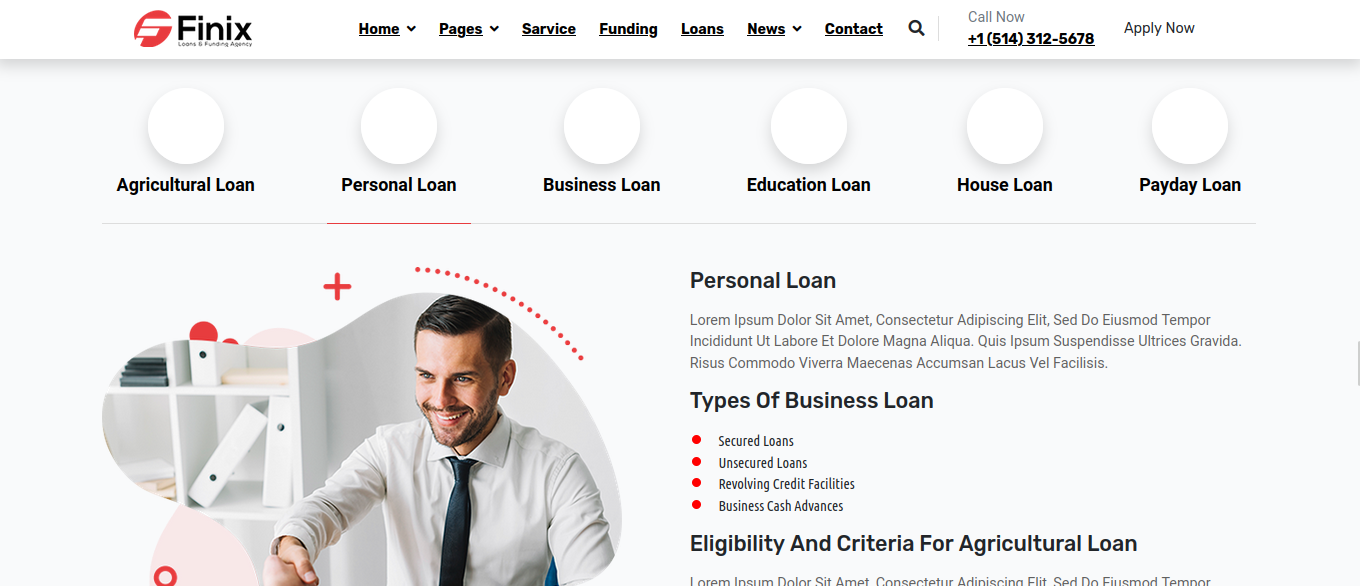 Finix
Loans & Funding Agency
Home Pages Sarvice Funding Loans News Contact
Call Now
+1 (514) 312-5678
Apply Now
Agricultural Loan Personal Loan Business Loan Education Loan House Loan Payday Loan
Personal Loan
Lorem Ipsum Dolor Sit Amet, Consectetur Adipiscing Elit, Sed Do Eiusmod Tempor
Incididunt Ut Labore Et Dolore Magna Aliqua. Quis Ipsum Suspendisse Ultrices Gravida.
Risus Commodo Viverra Maecenas Accumsan Lacus Vel Facilisis.
Types Of Business Loan
Secured Loans
Unsecured Loans
Revolving Credit Facilities
Business Cash Advances
Eligibility And Criteria For Agricultural Loan
Lorem Ipsum Dolor Sit Amet, Consectetur Adipiscing Elit, Sed Do Eiusmod Tempor